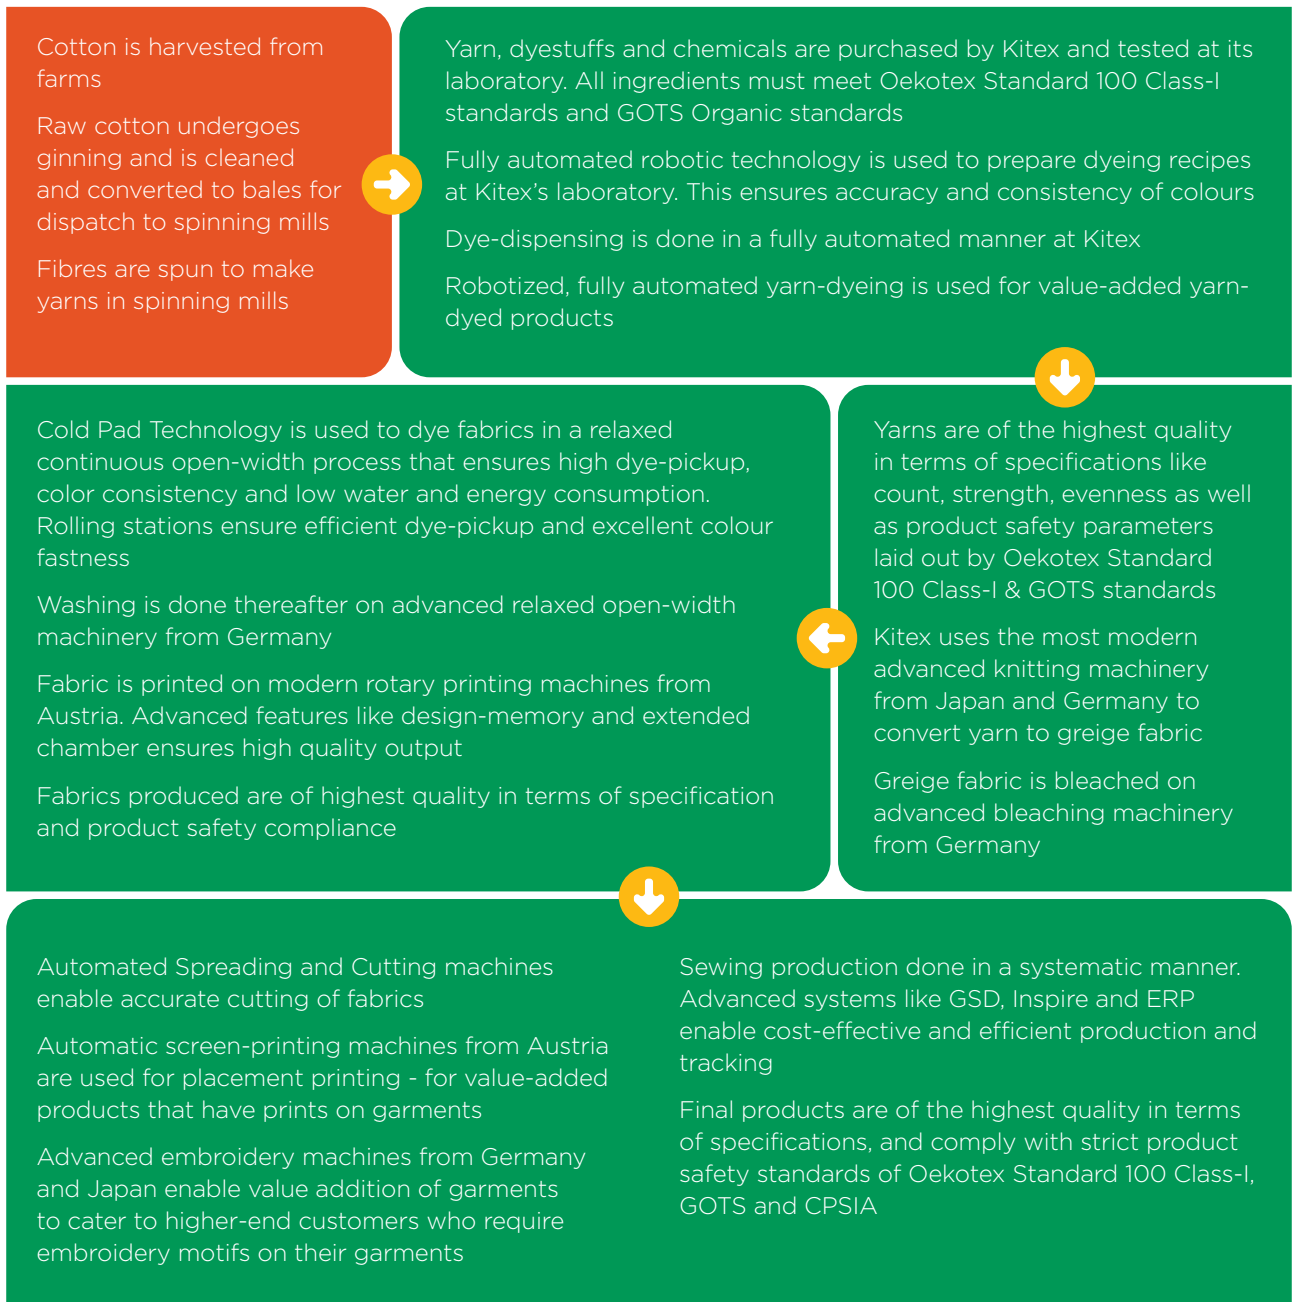 Cotton is harvested from
farms
Raw cotton undergoes
ginning and is cleaned
and converted to bales for
dispatch to spinning mills
Fibres are spun to make
yarns in spinning mills
Yarn, dyestuffs and chemicals are purchased by Kitex and tested at its
laboratory. All ingredients must meet Oekotex Standard 100 Class-I
standards and GOTS Organic standards
Fully automated robotic technology is used to prepare dyeing recipes
at Kitex’s laboratory. This ensures accuracy and consistency of colours
Dye-dispensing is done in a fully automated manner at Kitex
Robotized, fully automated yarn-dyeing is used for value-added yarn-
dyed products
Yarns are of the highest quality
in terms of specifications like
count, strength, evenness as well
as product safety parameters
laid out by Oekotex Standard
100 Class-I & GOTS standards
Kitex uses the most modern
advanced knitting machinery
from Japan and Germany to
convert yarn to greige fabric
Greige fabric is bleached on
advanced bleaching machinery
from Germany
Cold Pad Technology is used to dye fabrics in a relaxed
continuous open-width process that ensures high dye-pickup,
color consistency and low water and energy consumption.
Rolling stations ensure efficient dye-pickup and excellent colour
fastness
Washing is done thereafter on advanced relaxed open-width
machinery from Germany
Fabric is printed on modern rotary printing machines from
Austria. Advanced features like design-memory and extended
chamber ensures high quality output
Fabrics produced are of highest quality in terms of specification
and product safety compliance
Automated Spreading and Cutting machines
enable accurate cutting of fabrics
Automatic screen-printing machines from Austria
are used for placement printing - for value-added
products that have prints on garments
Advanced embroidery machines from Germany
and Japan enable value addition of garments
to cater to higher-end customers who require
embroidery motifs on their garments
Sewing production done in a systematic manner.
Advanced systems like GSD, Inspire and ERP
enable cost-effective and efficient production and
tracking
Final products are of the highest quality in terms
of specifications, and comply with strict product
safety standards of Oekotex Standard 100 Class-I,
GOTS and CPSIA